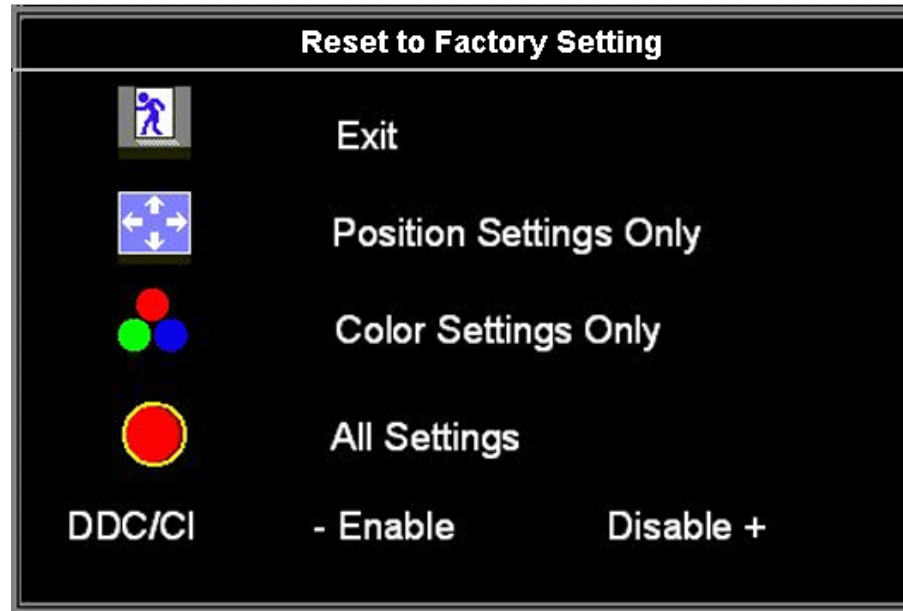 Reset to Factory Setting
Exit
Position Settings Only
Color Settings Only
All Settings
DDC/CI - Enable Disable +